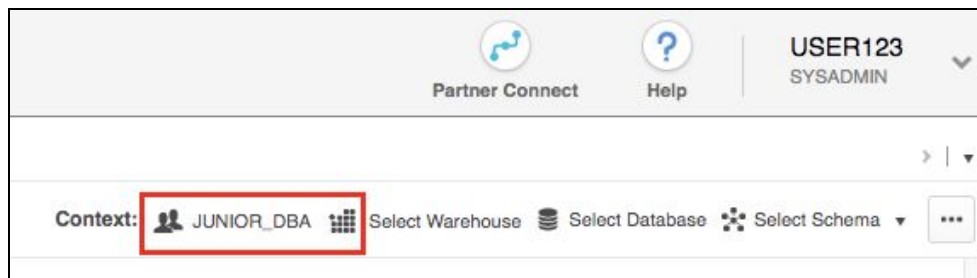 Partner Connect
Help
USER123
SYSADMIN
Context: JUNIOR_DBA Select Warehouse Select Database Select Schema